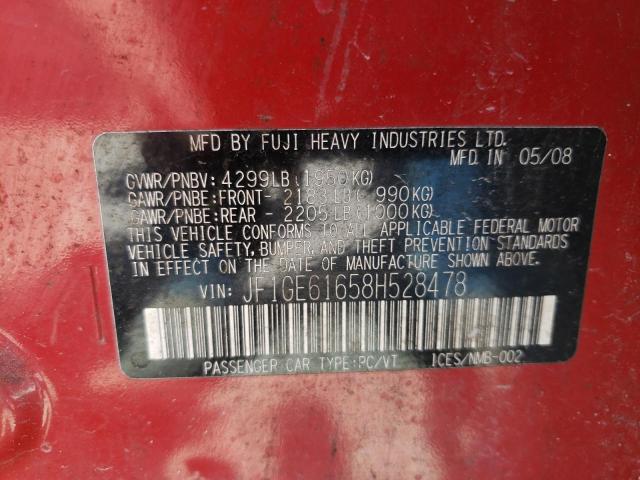 MFD BY FUJI HEAVY INDUSTRIES LTD.
MFD IN 05/08
GVWR/PNBV: 4299LB (1950KG)
GAWR/PNBE: FRONT- 2183LB ( 990KG)
GAWR/PNBE: REAR - 2205LB (1000KG)
THIS VEHICLE CONFORMS TO ALL APPLICABLE FEDERAL MOTOR
VEHICLE SAFETY, BUMPER, AND THEFT PREVENTION STANDARDS
IN EFFECT ON THE DATE OF MANUFACTURE SHOWN ABOVE.
VIN: JF1GE61658H528478
PASSENGER CAR TYPE: PC/VT ICES/NMB-002